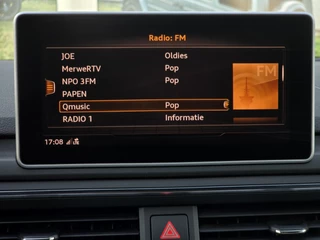 Radio: FM
JOE Oldies
MerweRTV Pop
NPO 3FM Pop
PAPEN
Qmusic Pop
RADIO 1 Informatie
FM
17:08